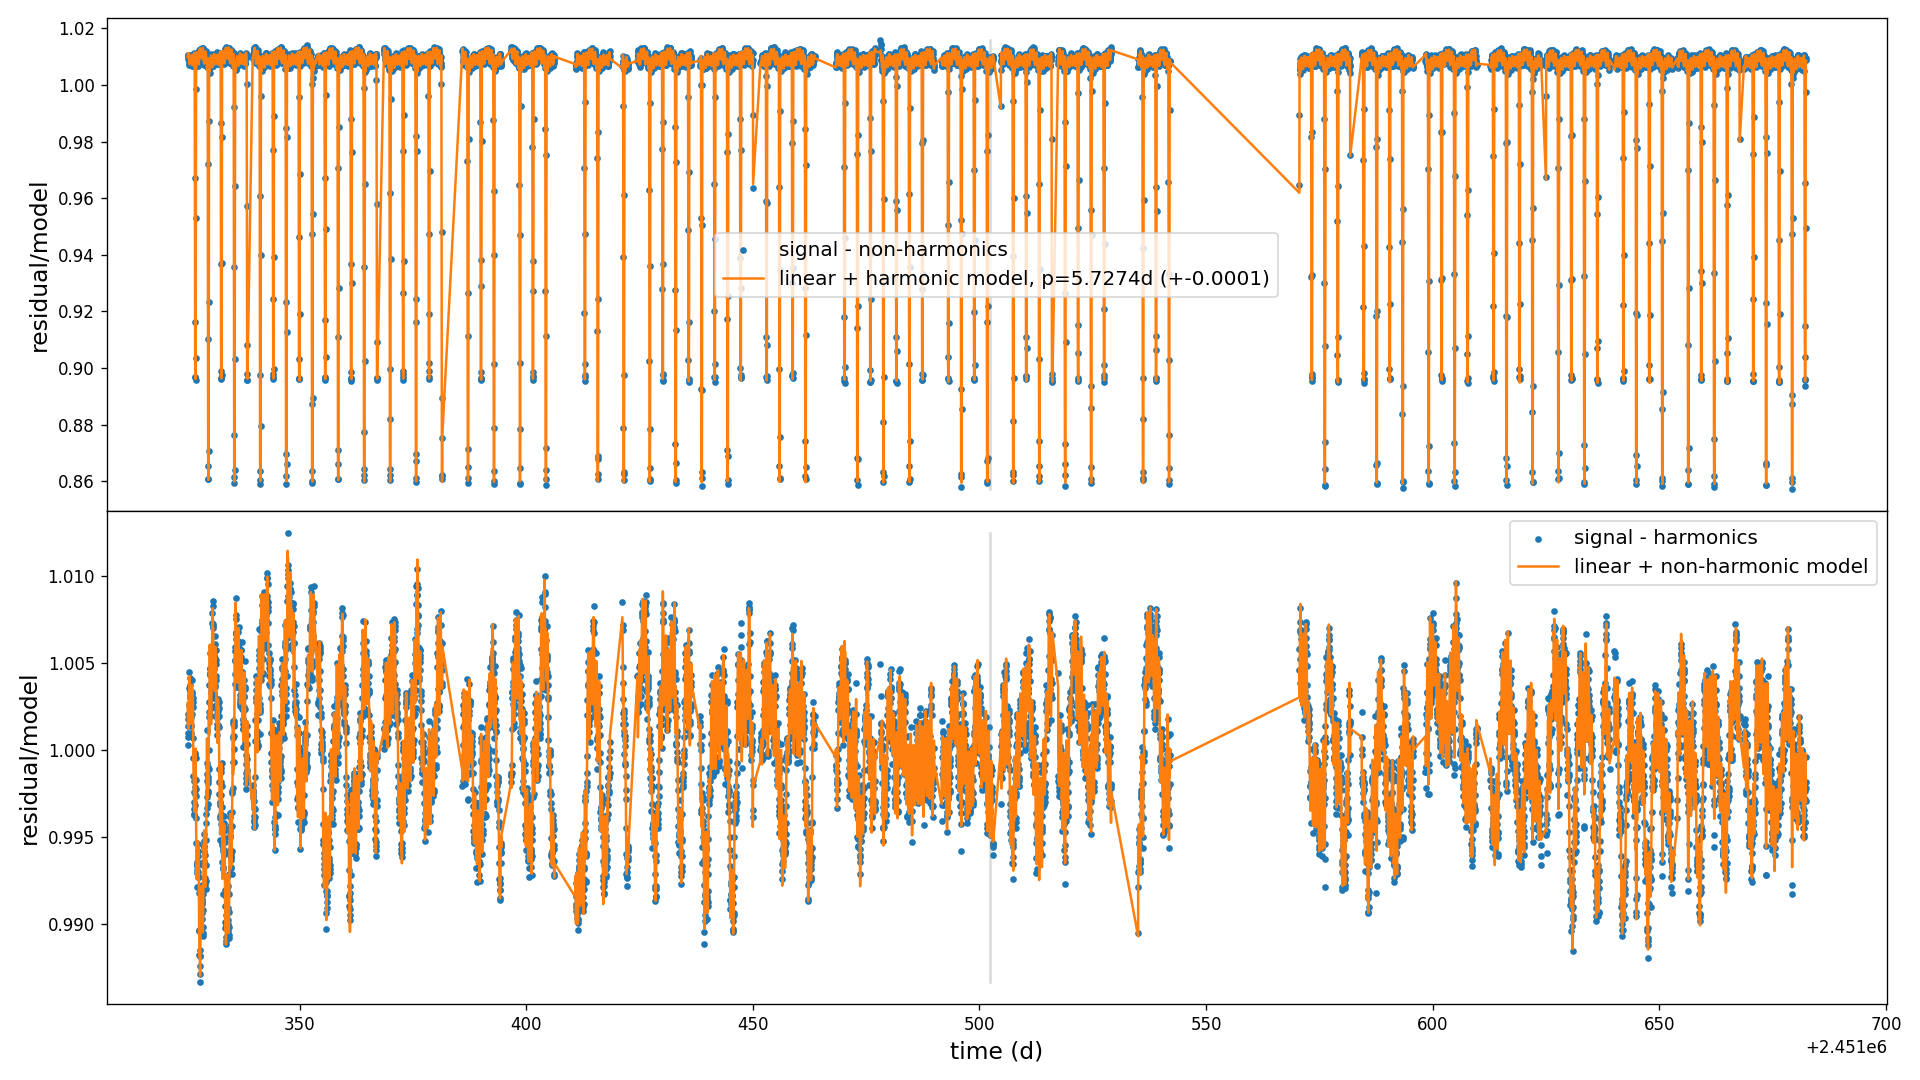 1.02
1.00
0.98
0.96
0.94
0.92
0.90
0.88
0.86
residual/model
signal - non-harmonics
linear + harmonic model, p=5.7274d (+-0.0001)
1.010
1.005
1.000
0.995
0.990
residual/model
signal - harmonics
linear + non-harmonic model
350
400
450
500
550
600
650
700
time (d)
+2.451e6